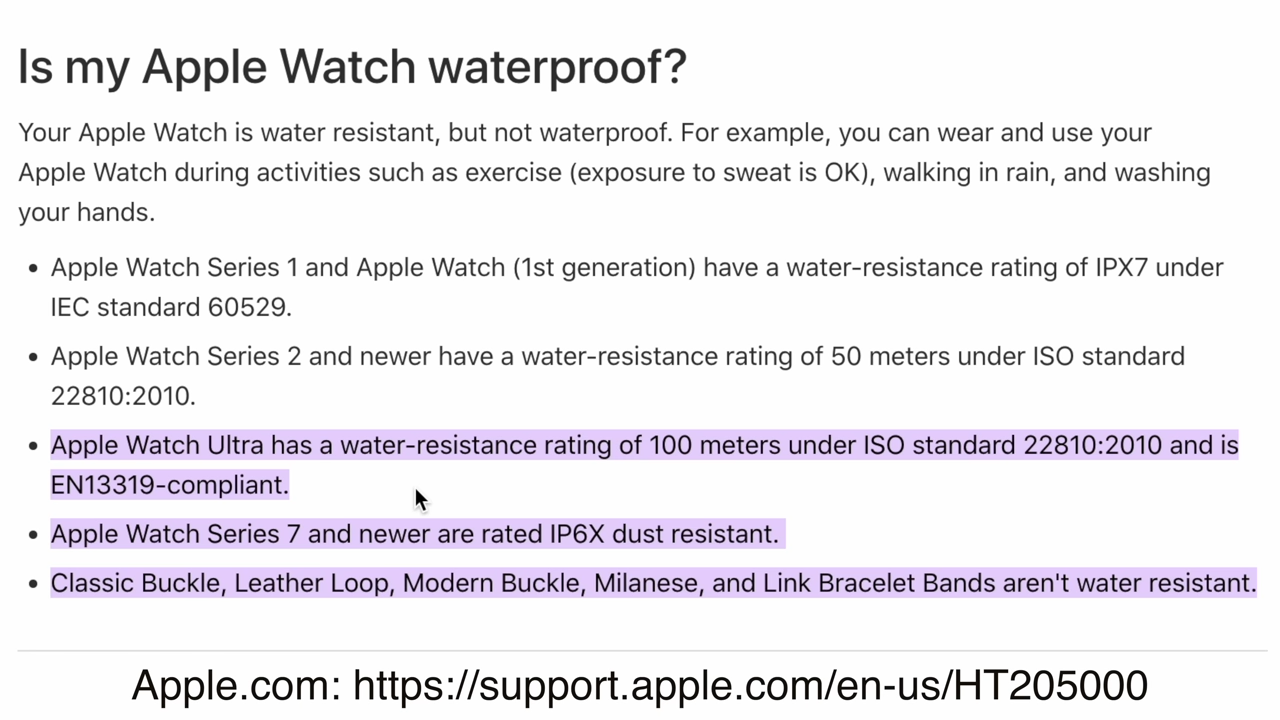 Is my Apple Watch waterproof?
Your Apple Watch is water resistant, but not waterproof. For example, you can wear and use your
Apple Watch during activities such as exercise (exposure to sweat is OK), walking in rain, and washing
your hands.
• Apple Watch Series 1 and Apple Watch (1st generation) have a water-resistance rating of IPX7 under
IEC standard 60529.
• Apple Watch Series 2 and newer have a water-resistance rating of 50 meters under ISO standard
22810:2010.
• Apple Watch Ultra has a water-resistance rating of 100 meters under ISO standard 22810:2010 and is
EN13319-compliant.
• Apple Watch Series 7 and newer are rated IP6X dust resistant.
• Classic Buckle, Leather Loop, Modern Buckle, Milanese, and Link Bracelet Bands aren't water resistant.
Apple.com: https://support.apple.com/en-us/HT205000